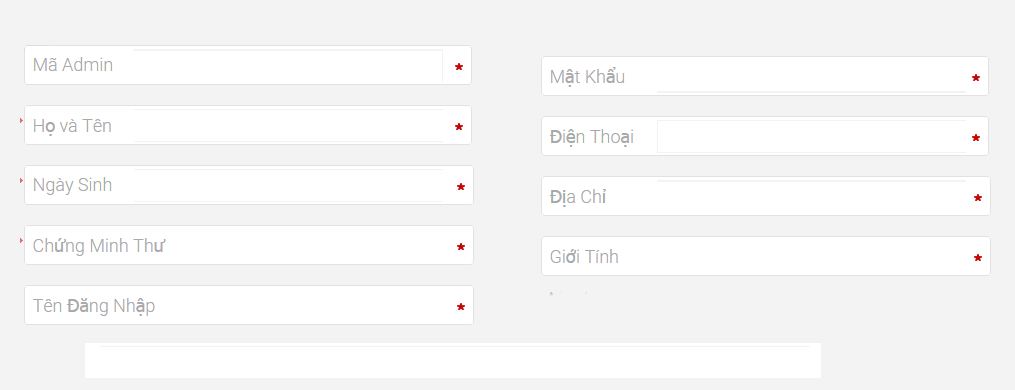 Mã Admin *
Họ và Tên *
Ngày Sinh *
Chứng Minh Thư *
Tên Đăng Nhập *
Mật Khẩu *
Điện Thoại *
Địa Chỉ *
Giới Tính *